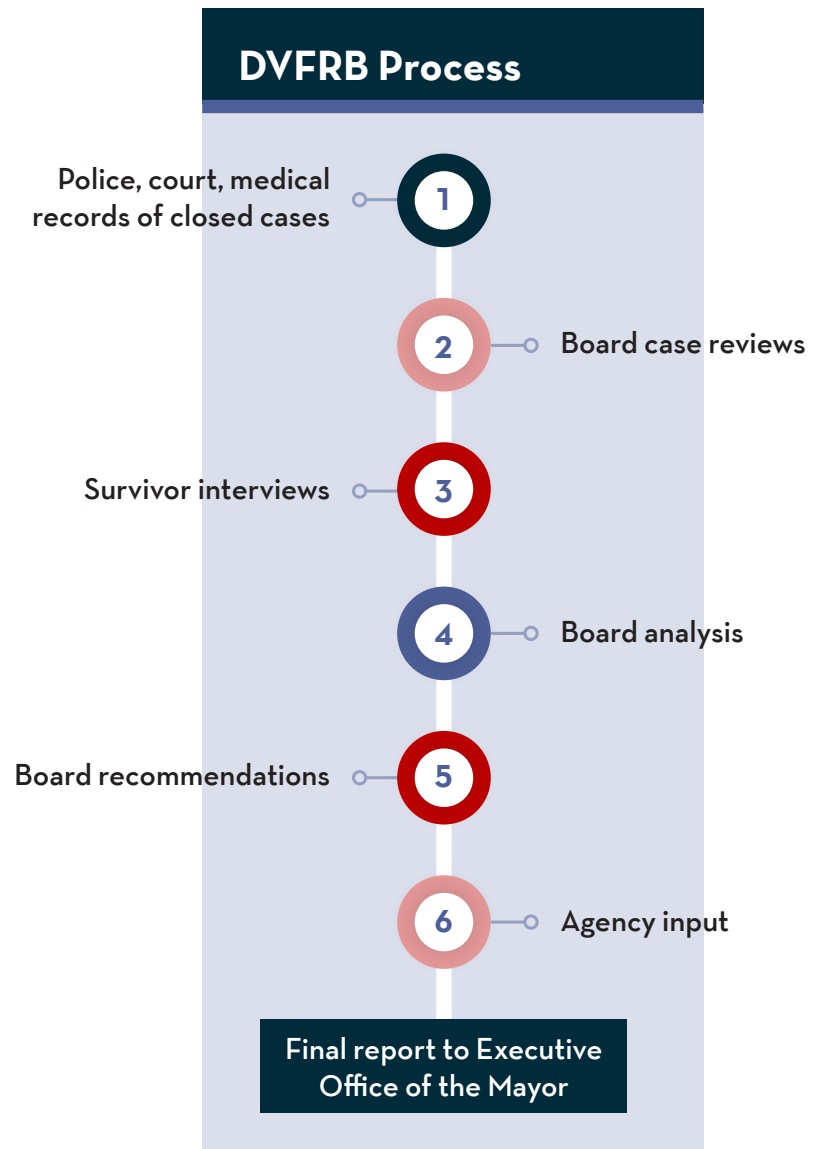 DVFRB Process
Police, court, medical
records of closed cases
1
2
Board case reviews
Survivor interviews
3
4
Board analysis
Board recommendations
5
6
Agency input
Final report to Executive
Office of the Mayor